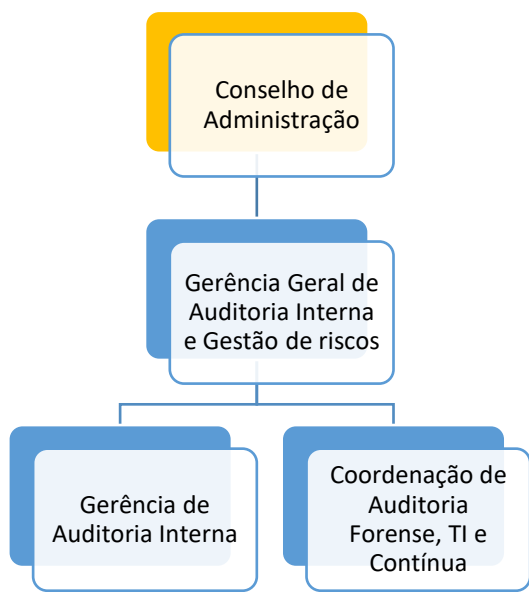 Conselho de
Administração
Gerência Geral de
Auditoria Interna
e Gestão de riscos
Gerência de
Auditoria Interna
Coordenação de
Auditoria
Forense, TI e
Contínua